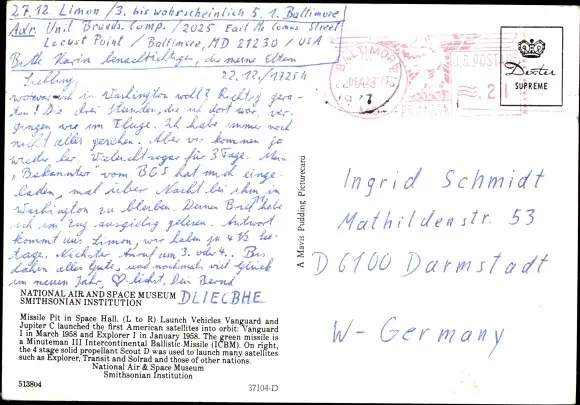 27.12. Limon /3. bis wahrscheinlich 5.1. Baltimore
Adr. Unit Brands. Comp. /2025 East Mc Comas Street
Locust Point / Baltimore, MD 21230 / USA
Bitte Karin benachrichtigen, die meine Eltern
22.12./1725h
Liebling,
in Washington wohl? Richtig gera-
ten! Die drei Stunden, die ich dort war, ver-
gingen wie im Fluge. Ich habe immer noch
nicht alles gesehen. Aber wir kommen ja
wieder her. Vielleicht sogar für 3 Tage. Mein
"Bekannter vom BGS hat mich einge-
laden, mal über Nacht bei ihm in
Washington zu bleiben. Deinen Brief habe
ich im Zug ausgiebig gelesen. Antwort
kommt aus Limon, wir haben ja 4 1/2 See-
tage. Nächster Anruf am 3. oder 4.. Bis
dahin alles Gute, und nochmals viel Glück
im neuen Jahr, ♡ lichst, Dein Bernd
DLIECBHE
NATIONAL AIR AND SPACE MUSEUM
SMITHSONIAN INSTITUTION
Missile Pit in Space Hall. (L to R) Launch Vehicles Vanguard and
Jupiter C launched the first American satellites into orbit: Vanguard
I in March 1958 and Explorer I in January 1958. The green missile is
a Minuteman III Intercontinental Ballistic Missile (ICBM). On right,
the 4 stage solid propellant Scout D was used to launch many satellites
such as Explorer, Transit and Solrad and those of other nations.
National Air & Space Museum
Smithsonian Institution
513804
37104-D
A Mavis Pudding Picturecard
BALTIMORE
U.S. POSTAGE
.21
Dexter
SUPREME
Ingrid Schmidt
Mathildenstr. 53
D 6100 Darmstadt
W-Germany